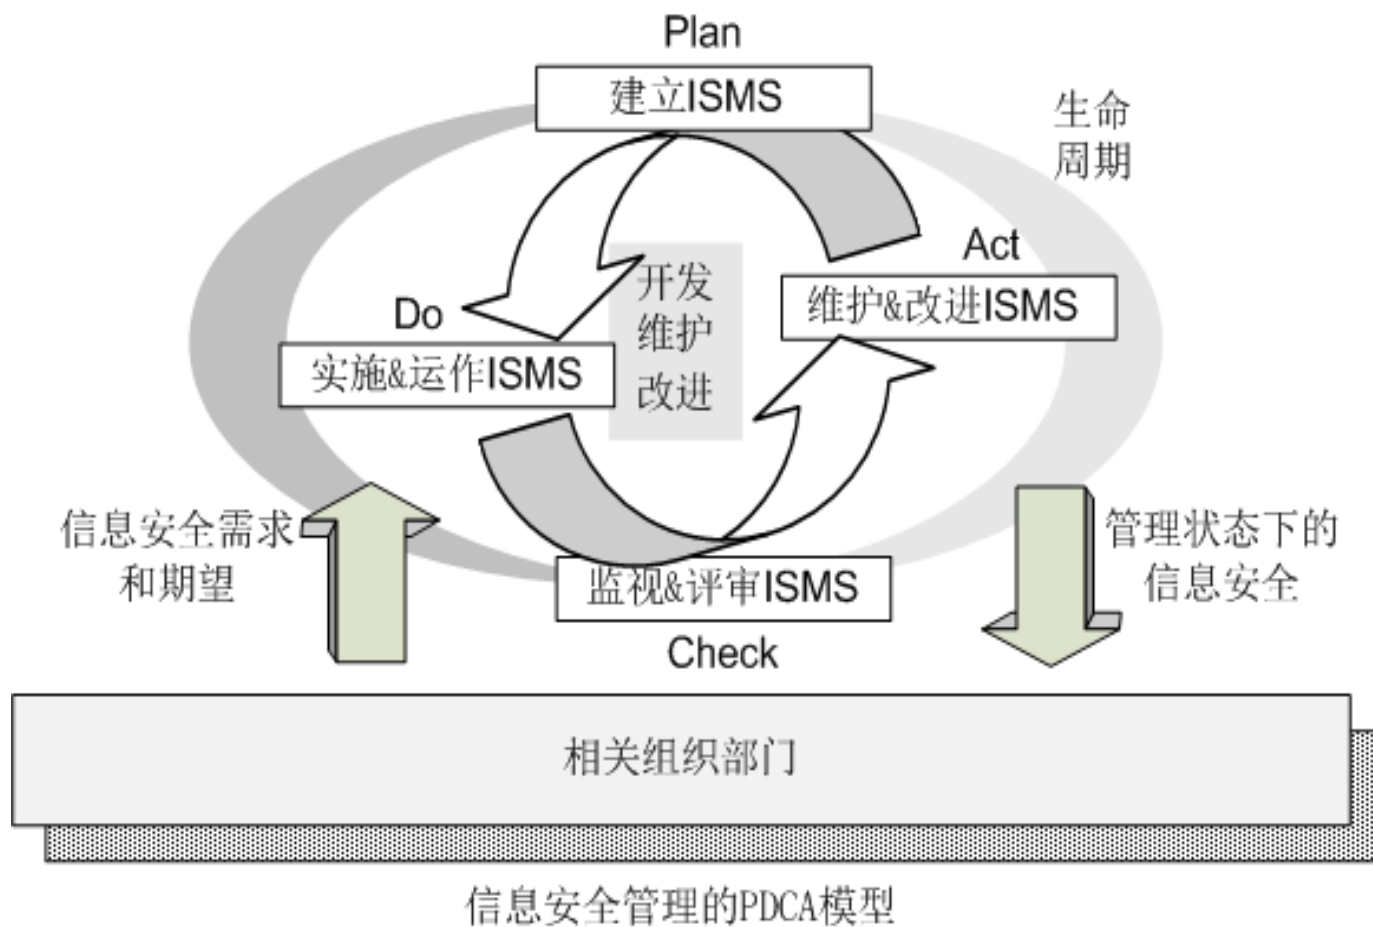 Plan
建立ISMS
生命
周期
Act
维护&改进ISMS
开发
维护
改进
Do
实施&运作ISMS
信息安全需求
和期望
管理状态下的
信息安全
监视&评审ISMS
Check
相关组织部门
信息安全管理的PDCA模型